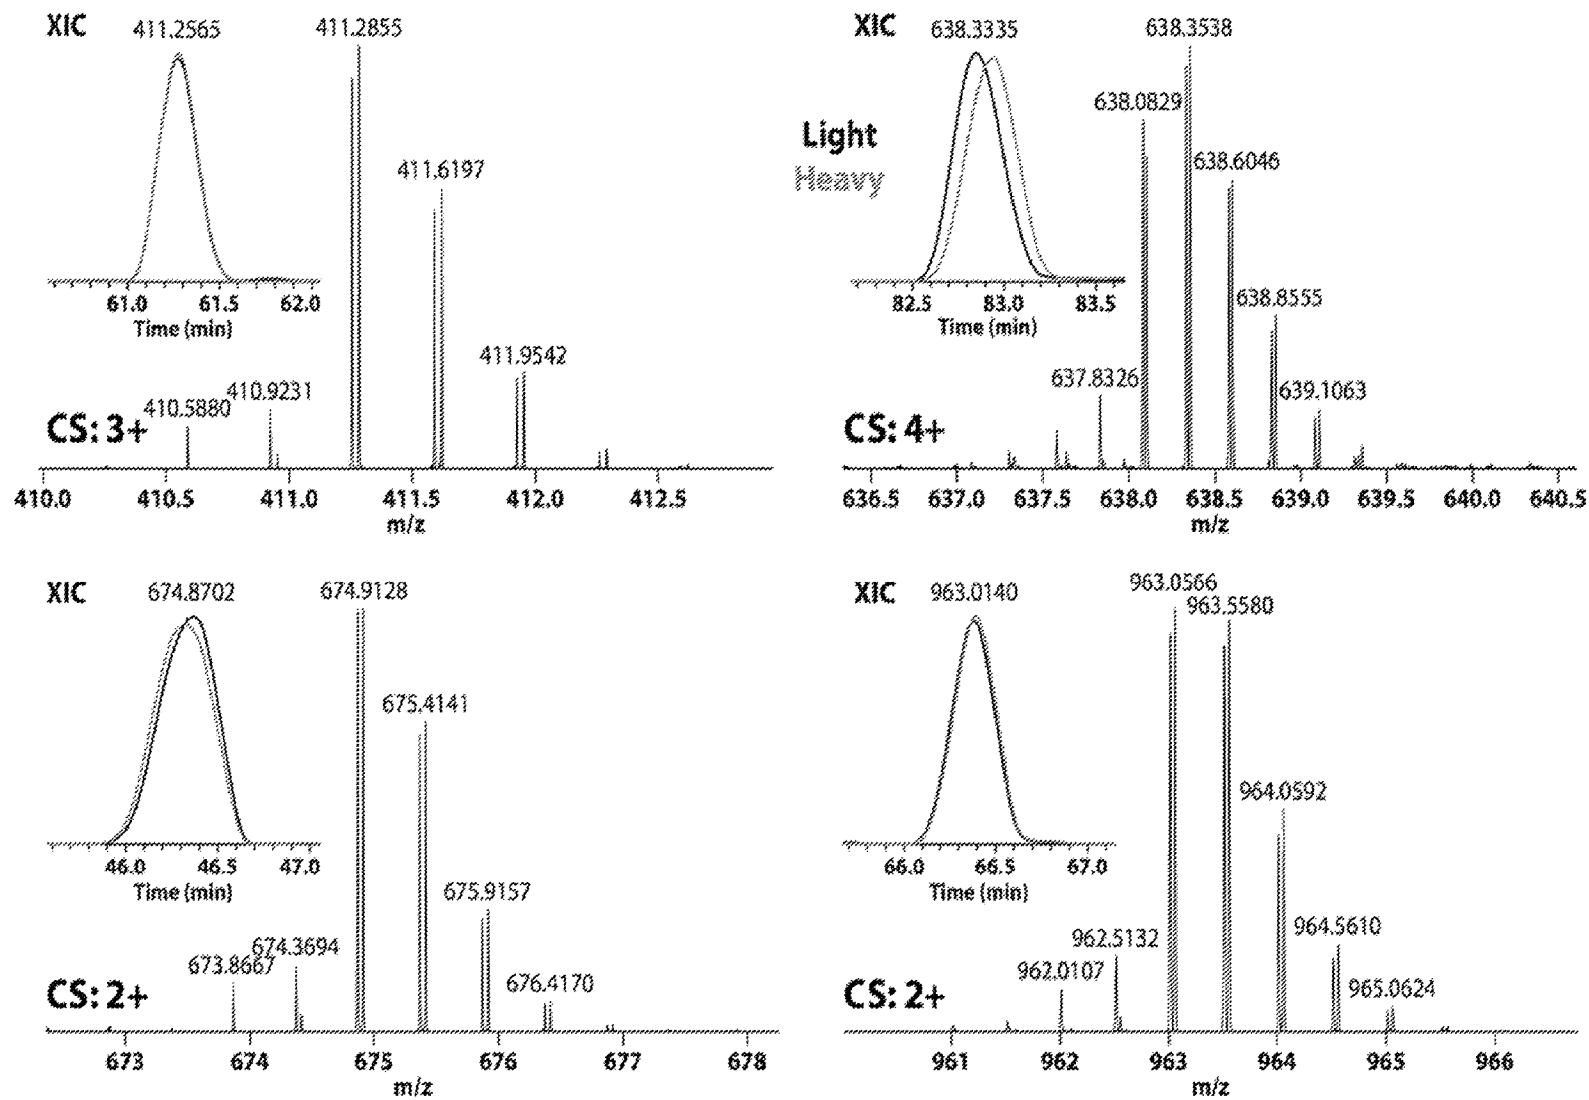 XIC
411.2565
411.2855
411.6197
411.9542
410.9231
410.5880
CS: 3+
61.0 61.5 62.0
Time (min)
410.0 410.5 411.0 411.5 412.0 412.5
m/z
XIC
638.3335
638.3538
638.0829
Light
Heavy
638.6046
638.8555
637.8326
639.1063
CS: 4+
82.5 83.0 83.5
Time (min)
636.5 637.0 637.5 638.0 638.5 639.0 639.5 640.0 640.5
m/z
XIC
674.8702
674.9128
675.4141
675.9157
674.3694
673.8667
676.4170
CS: 2+
46.0 46.5 47.0
Time (min)
673 674 675 676 677 678
m/z
XIC
963.0140
963.0566
963.5580
964.0592
964.5610
962.5132
962.0107
965.0624
CS: 2+
66.0 66.5 67.0
Time (min)
961 962 963 964 965 966
m/z